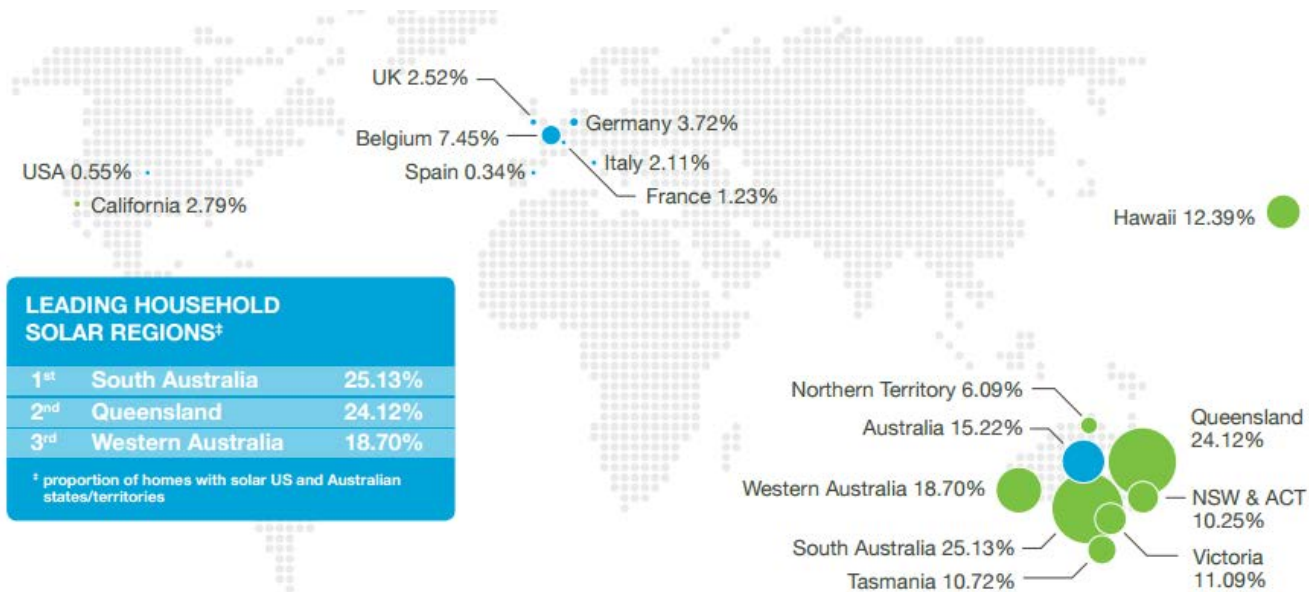 UK 2.52%
Germany 3.72%
Belgium 7.45%
USA 0.55%
Spain 0.34%
Italy 2.11%
France 1.23%
California 2.79%
Hawaii 12.39%
LEADING HOUSEHOLD
SOLAR REGIONS‡
1st South Australia 25.13%
2nd Queensland 24.12%
3rd Western Australia 18.70%
‡ proportion of homes with solar US and Australian
states/territories
Northern Territory 6.09%
Australia 15.22%
Queensland
24.12%
Western Australia 18.70%
NSW & ACT
10.25%
South Australia 25.13%
Victoria
11.09%
Tasmania 10.72%